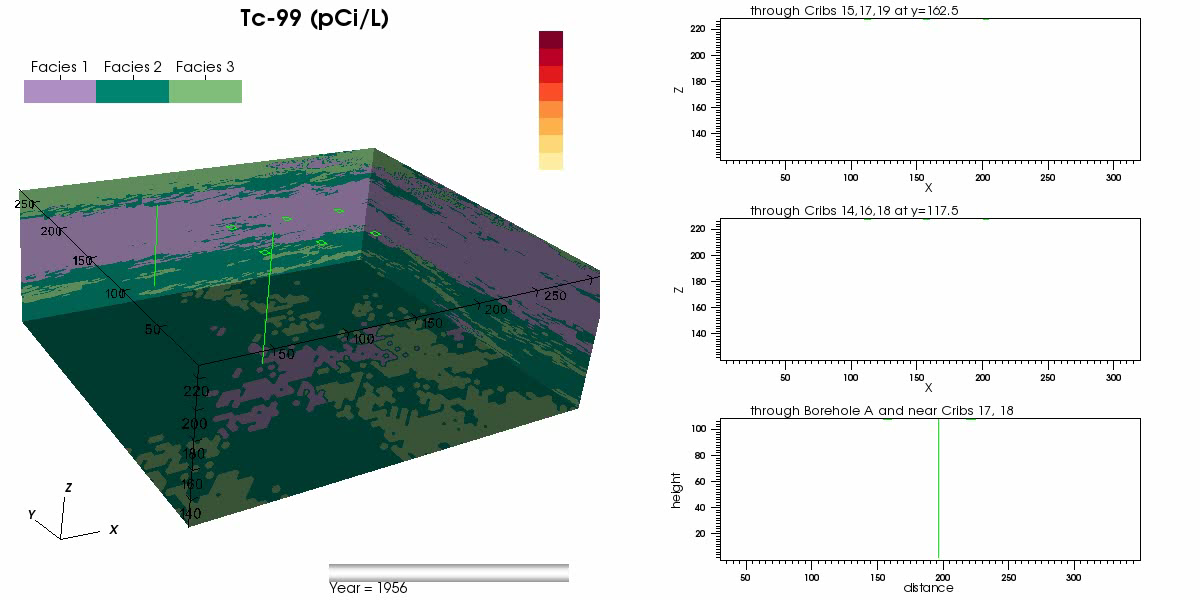 Tc-99 (pCi/L)
Facies 1 Facies 2 Facies 3
250
200
150
100
50
50
100
150
200
250
220
200
180
160
140
Z
Y
X
Year = 1956
through Cribs 15,17,19 at y=162.5
220
200
180
160
140
Z
50 100 150 200 250 300
X
through Cribs 14,16,18 at y=117.5
220
200
180
160
140
Z
50 100 150 200 250 300
X
through Borehole A and near Cribs 17, 18
100
80
60
40
20
height
50 100 150 200 250 300
distance